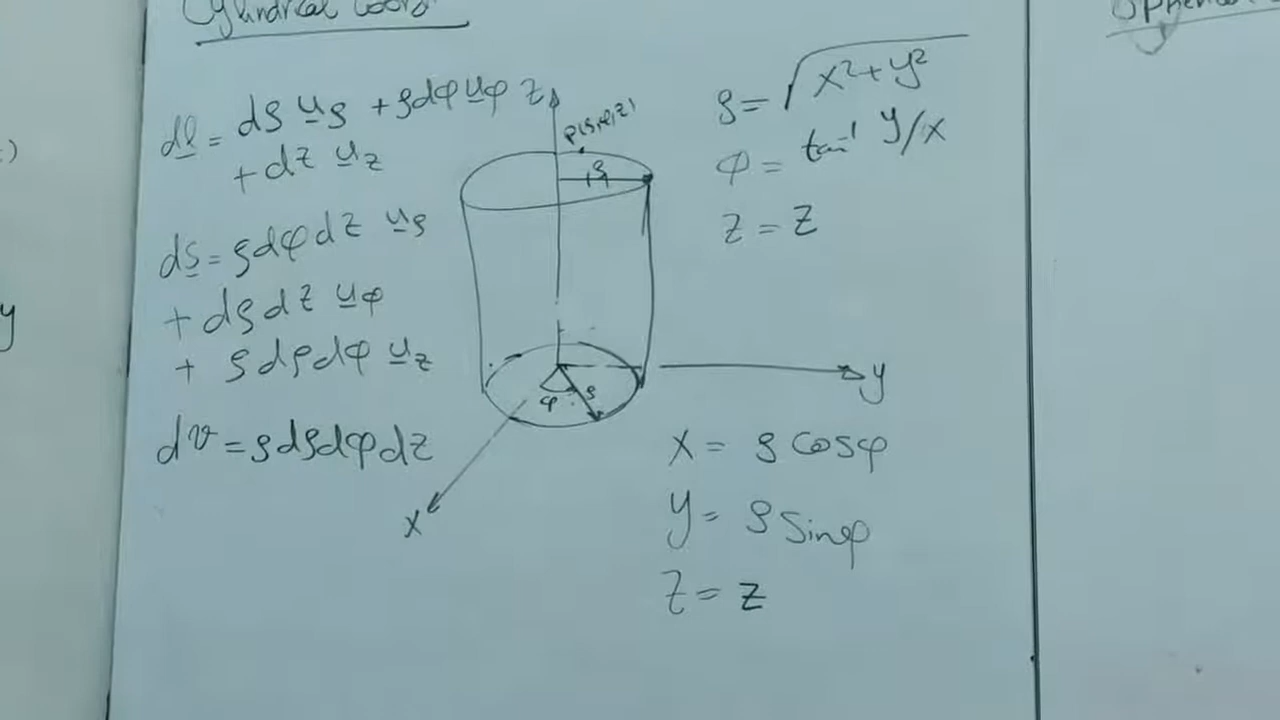 Cylindrical Coord
dl = dρ uρ + ρdφ uφ
+ dz uz
ds = ρdφdz uρ
+ dρdz uφ
+ ρdρdφ uz
dv = ρdρdφdz
z
P(ρ,φ,z)
ρ
φ
ρ
y
x
ρ = √x²+y²
φ = tan⁻¹ y/x
z = z
x = ρ cosφ
y = ρ sinφ
z = z
)
y